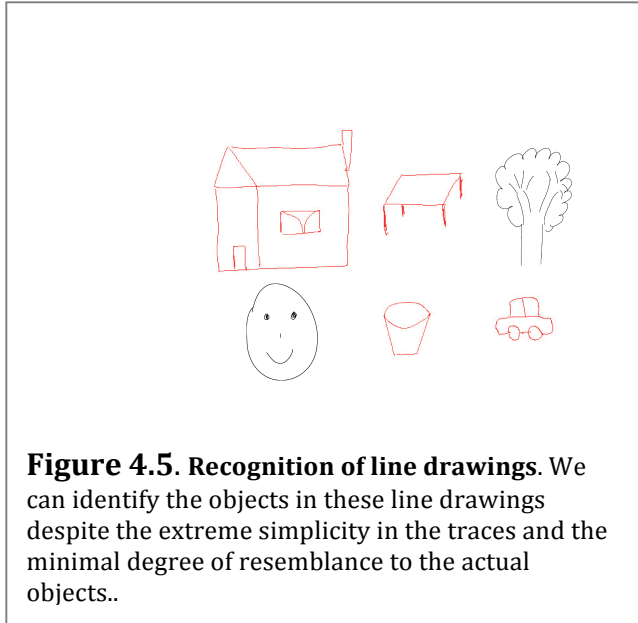 Figure 4.5. Recognition of line drawings. We
can identify the objects in these line drawings
despite the extreme simplicity in the traces and the
minimal degree of resemblance to the actual
objects..